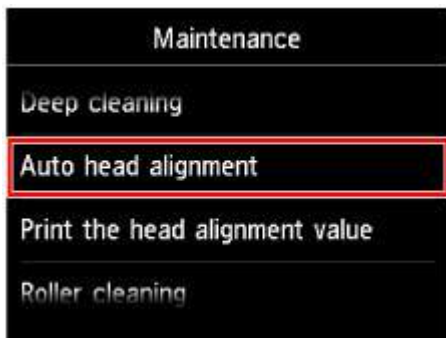 Maintenance
Deep cleaning
Auto head alignment
Print the head alignment value
Roller cleaning